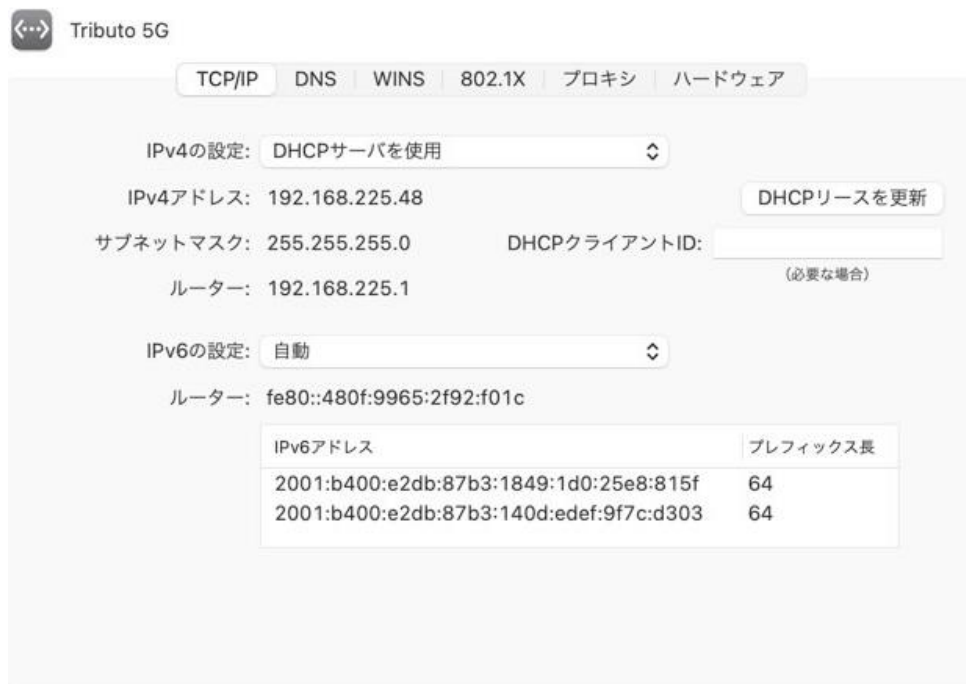 Tributo 5G
TCP/IP DNS WINS 802.1X プロキシ ハードウェア
IPv4の設定: DHCPサーバを使用
IPv4アドレス: 192.168.225.48 DHCPリースを更新
サブネットマスク: 255.255.255.0 DHCPクライアントID:
(必要な場合)
ルーター: 192.168.225.1
IPv6の設定: 自動
ルーター: fe80::480f:9965:2f92:f01c
IPv6アドレス プレフィックス長
2001:b400:e2db:87b3:1849:1d0:25e8:815f 64
2001:b400:e2db:87b3:140d:edef:9f7c:d303 64